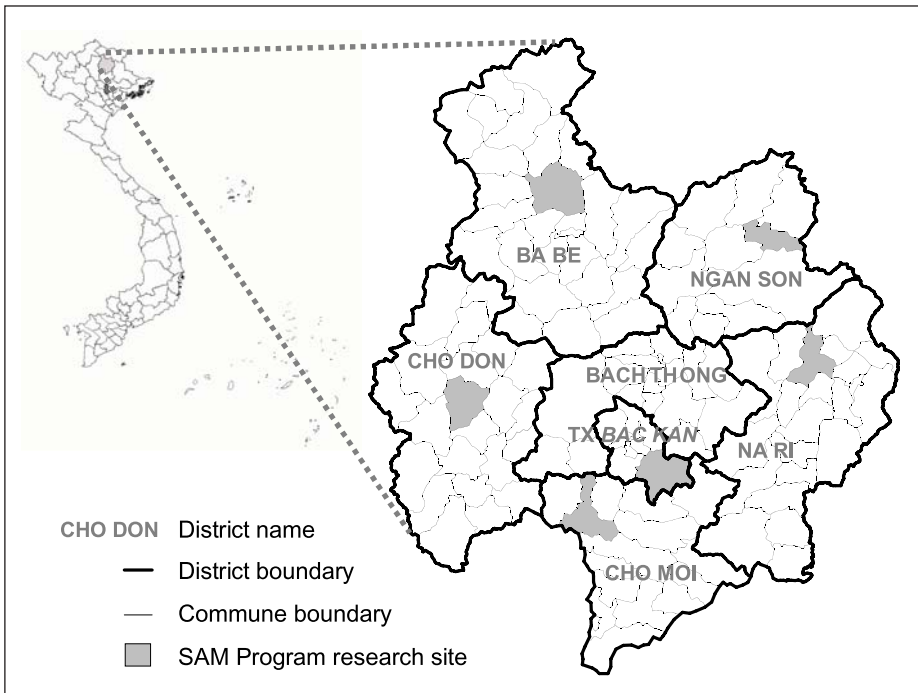 BA BE
NGAN SON
CHO DON
BACH THONG
TX BAC KAN
NA RI
CHO MOI
CHO DON District name
District boundary
Commune boundary
SAM Program research site